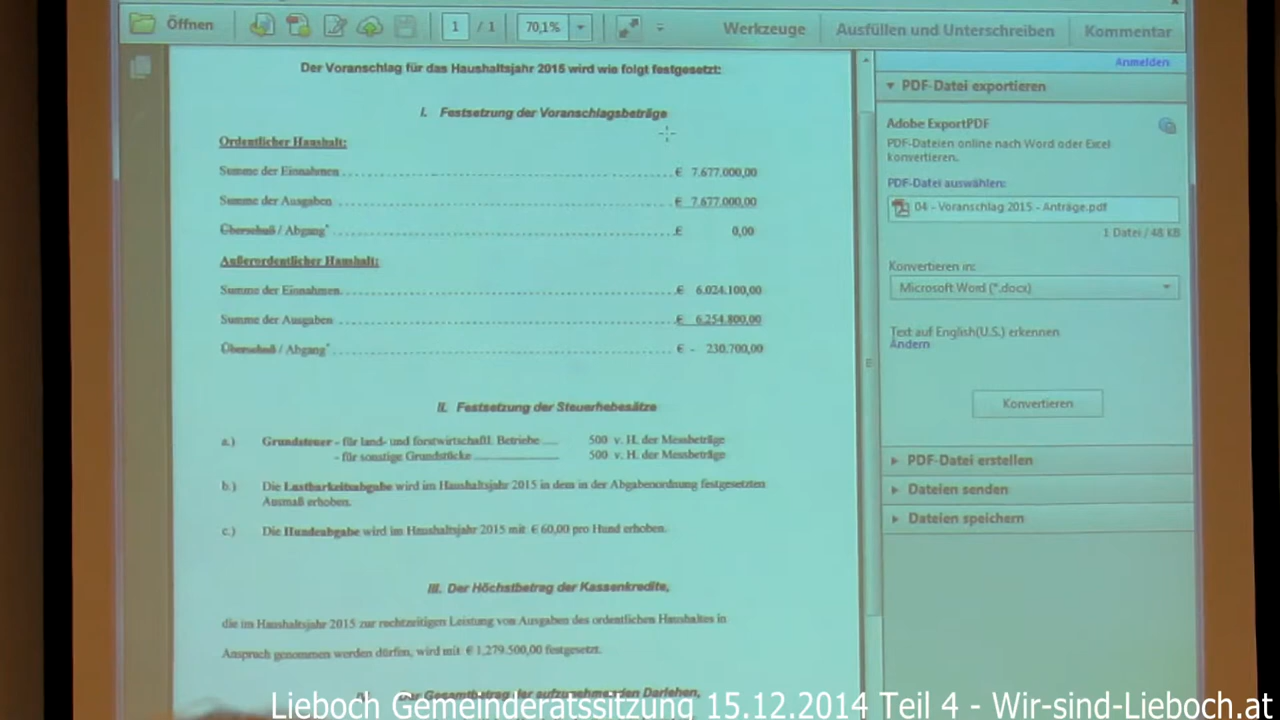 Öffnen 1 / 1 70,1% Werkzeuge Ausfüllen und Unterschreiben Kommentar
Der Voranschlag für das Haushaltsjahr 2015 wird wie folgt festgesetzt:
I. Festsetzung der Voranschlagsbeträge
Ordentlicher Haushalt:
Summe der Einnahmen € 7.677.000,00
Summe der Ausgaben € 7.677.000,00
Überschuß / Abgang* € 0,00
Außerordentlicher Haushalt:
Summe der Einnahmen € 6.024.100,00
Summe der Ausgaben € 6.254.800,00
Überschuß / Abgang* € - 230.700,00
II. Festsetzung der Steuerhebesätze
a.) Grundsteuer - für land- und forstwirtschaftl. Betriebe 500 v. H. der Messbeträge
- für sonstige Grundstücke 500 v. H. der Messbeträge
b.) Die Lustbarkeitsabgabe wird im Haushaltsjahr 2015 in dem in der Abgabenordnung festgesetzten
Ausmaß erhoben.
c.) Die Hundeabgabe wird im Haushaltsjahr 2015 mit € 60,00 pro Hund erhoben.
III. Der Höchstbetrag der Kassenkredite,
die im Haushaltsjahr 2015 zur rechtzeitigen Leistung von Ausgaben des ordentlichen Haushaltes in
Anspruch genommen werden dürfen, wird mit € 1,279.500,00 festgesetzt.
Der Gesamtbetrag der aufzunehmenden Darlehen,
Anmelden
PDF-Datei exportieren
Adobe ExportPDF
PDF-Dateien online nach Word oder Excel
konvertieren.
PDF-Datei auswählen:
04 - Voranschlag 2015 - Anträge.pdf
1 Datei / 48 KB
Konvertieren in:
Microsoft Word (*.docx)
Text auf English(U.S.) erkennen
Ändern
Konvertieren
PDF-Datei erstellen
Dateien senden
Dateien speichern
Lieboch Gemeinderatssitzung 15.12.2014 Teil 4 - Wir-sind-Lieboch.at